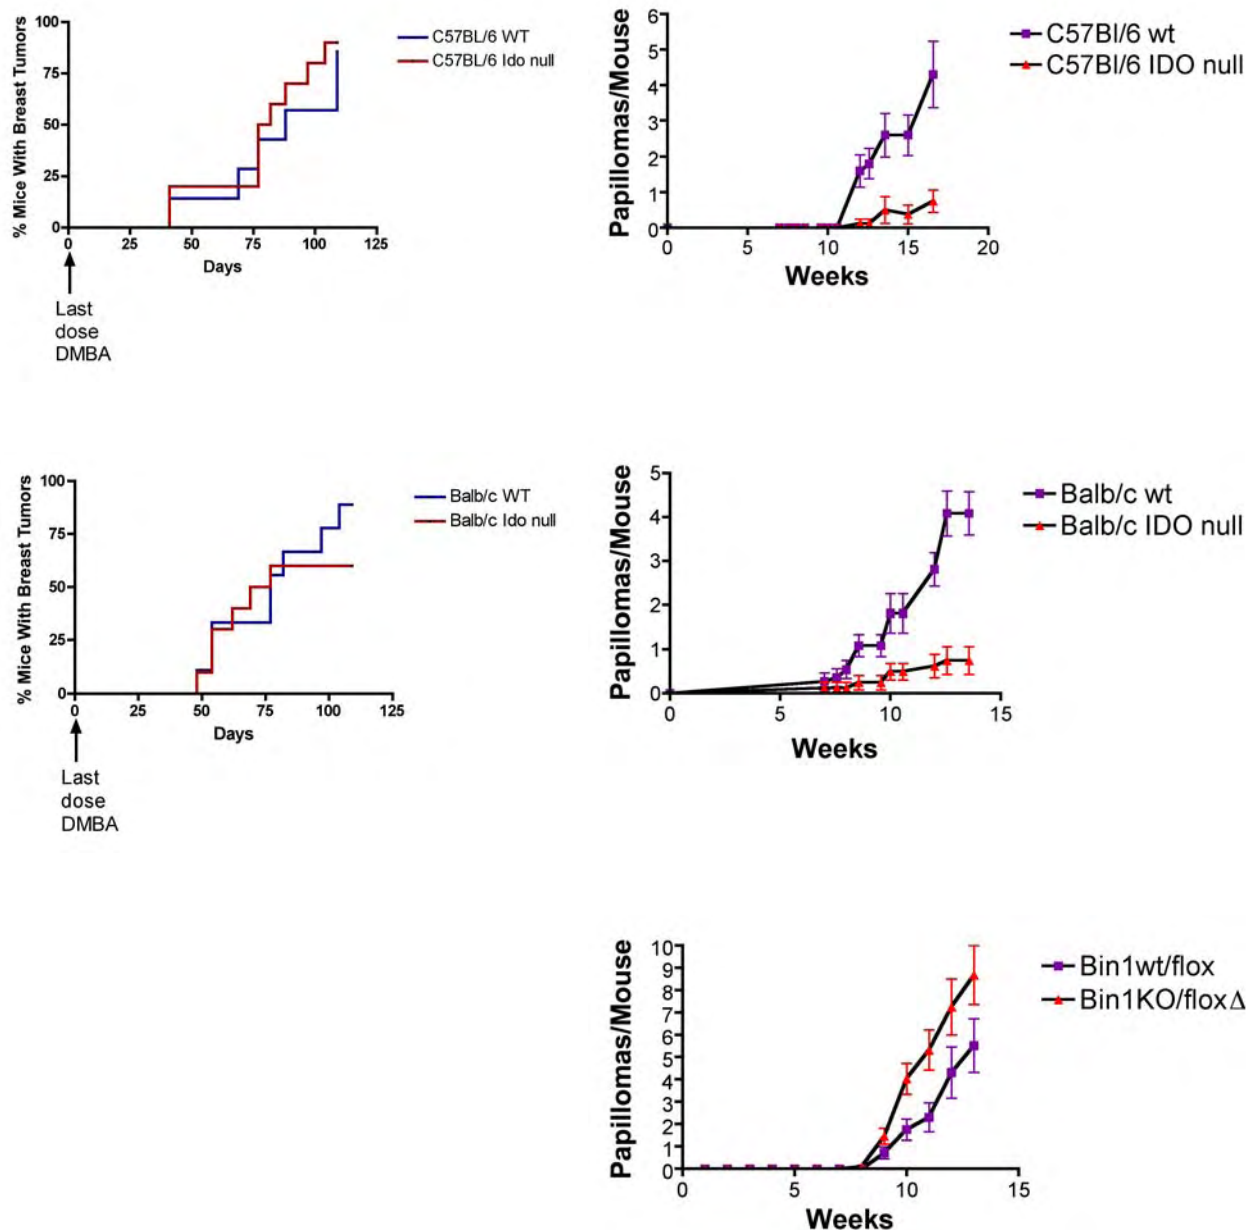 % Mice With Breast Tumors
100
75
50
25
0
0 25 50 75 100 125
Days
Last
dose
DMBA
C57BL/6 WT
C57BL/6 Ido null
Papillomas/Mouse
6
5
4
3
2
1
0
0 5 10 15 20
Weeks
C57Bl/6 wt
C57Bl/6 IDO null
% Mice With Breast Tumors
100
75
50
25
0
0 25 50 75 100 125
Days
Last
dose
DMBA
Balb/c WT
Balb/c Ido null
Papillomas/Mouse
5
4
3
2
1
0
0 5 10 15
Weeks
Balb/c wt
Balb/c IDO null
Papillomas/Mouse
10
9
8
7
6
5
4
3
2
1
0
0 5 10 15
Weeks
Bin1wt/flox
Bin1KO/floxΔ